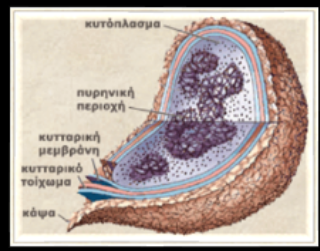 κυτόπλασμα
πυρηνική
περιοχή
κυτταρική
μεμβράνη
κυτταρικό
τοίχωμα
κάψα